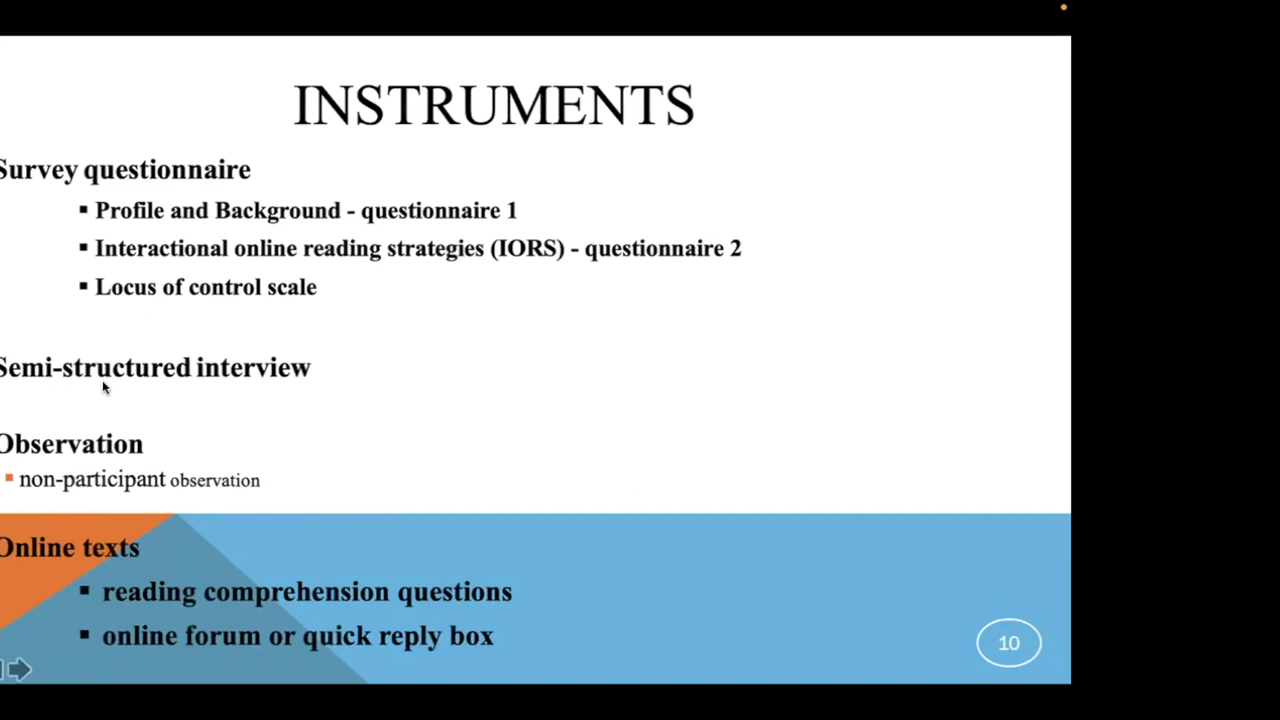 INSTRUMENTS
Survey questionnaire
▪ Profile and Background - questionnaire 1
▪ Interactional online reading strategies (IORS) - questionnaire 2
▪ Locus of control scale
Semi-structured interview
Observation
▪ non-participant observation
Online texts
▪ reading comprehension questions
▪ online forum or quick reply box
10